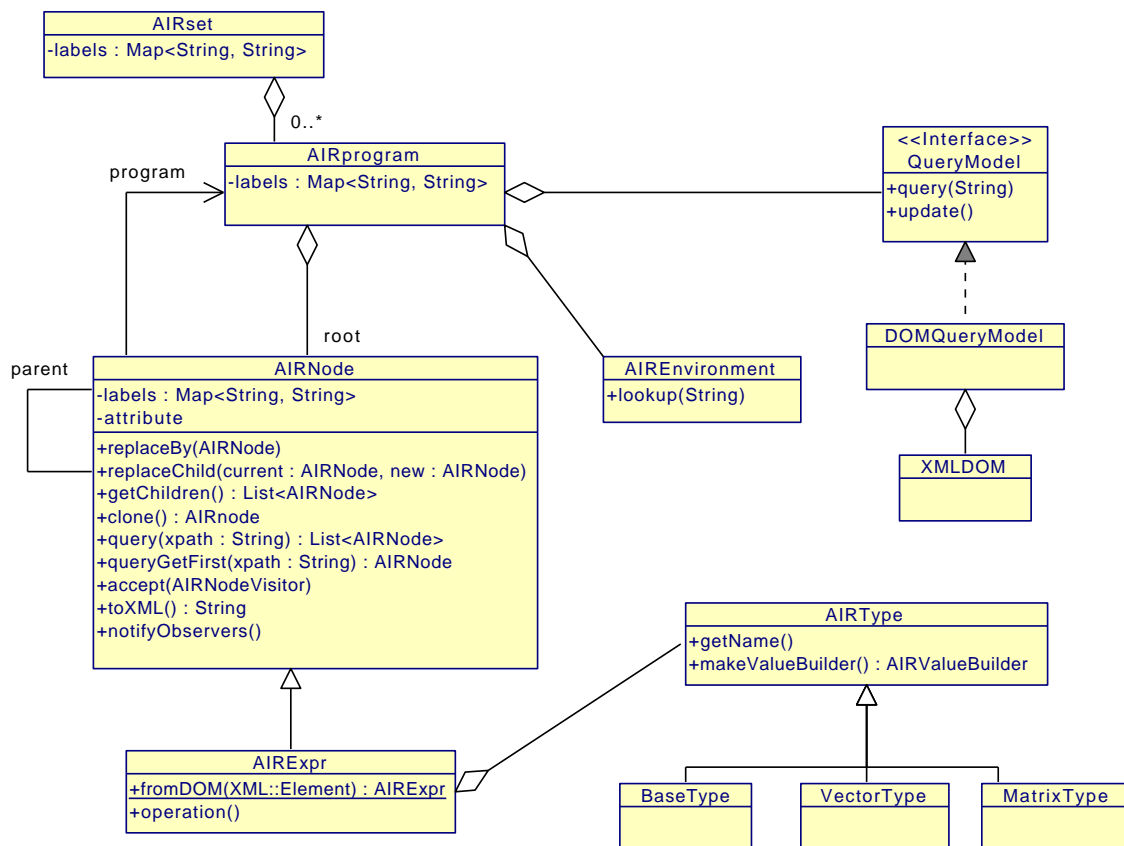 AIRset
-labels : Map<String, String>
0..*
AIRprogram
-labels : Map<String, String>
program
<<Interface>>
QueryModel
+query(String)
+update()
root
parent
AIRNode
-labels : Map<String, String>
-attribute
+replaceBy(AIRNode)
+replaceChild(current : AIRNode, new : AIRNode)
+getChildren() : List<AIRNode>
+clone() : AIRnode
+query(xpath : String) : List<AIRNode>
+queryGetFirst(xpath : String) : AIRNode
+accept(AIRNodeVisitor)
+toXML() : String
+notifyObservers()
AIREnvironment
+lookup(String)
DOMQueryModel
XMLDOM
AIRType
+getName()
+makeValueBuilder() : AIRValueBuilder
AIRExpr
+fromDOM(XML::Element) : AIRExpr
+operation()
BaseType
VectorType
MatrixType